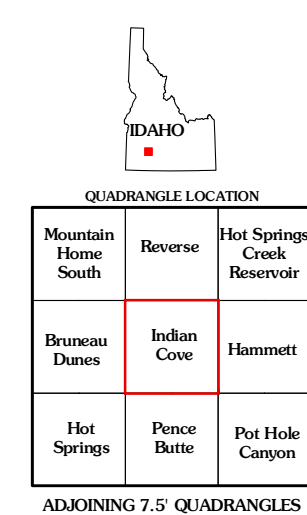 IDAHO
QUADRANGLE LOCATION
Mountain
Home
South
Reverse
Hot Springs
Creek
Reservoir
Bruneau
Dunes
Indian
Cove
Hammett
Hot
Springs
Pence
Butte
Pot Hole
Canyon
ADJOINING 7.5' QUADRANGLES